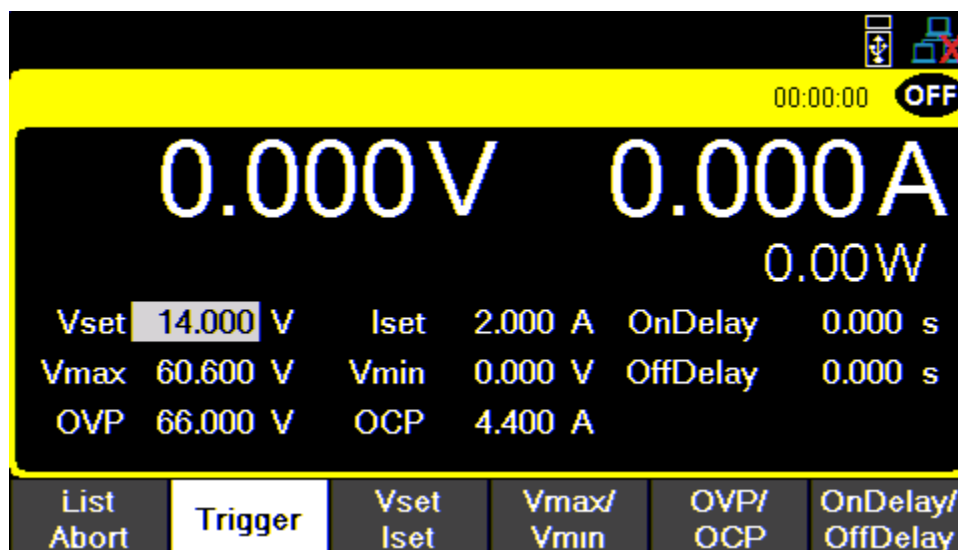 00:00:00 OFF
0.000V 0.000A
0.00W
Vset 14.000 V Iset 2.000 A OnDelay 0.000 s
Vmax 60.600 V Vmin 0.000 V OffDelay 0.000 s
OVP 66.000 V OCP 4.400 A
List Abort
Trigger
Vset Iset
Vmax/ Vmin
OVP/ OCP
OnDelay/ OffDelay